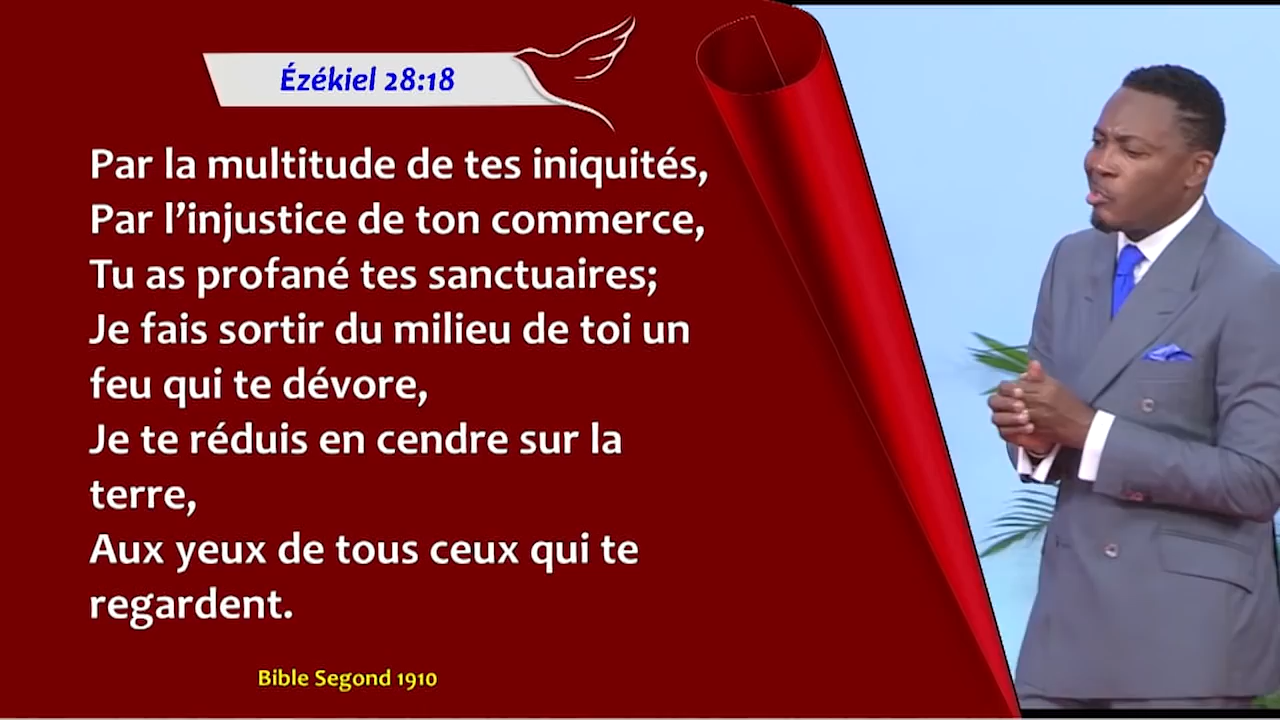 Ézékiel 28:18
Par la multitude de tes iniquités,
Par l’injustice de ton commerce,
Tu as profané tes sanctuaires;
Je fais sortir du milieu de toi un
feu qui te dévore,
Je te réduis en cendre sur la
terre,
Aux yeux de tous ceux qui te
regardent.
Bible Segond 1910